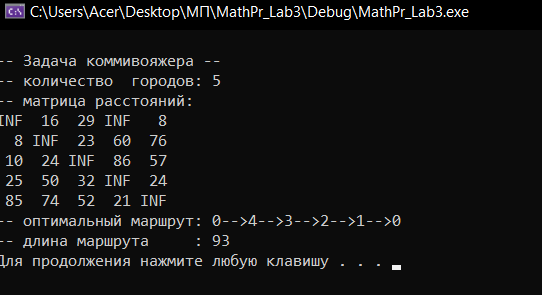 C:\Users\Acer\Desktop\МП\MathPr_Lab3\Debug\MathPr_Lab3.exe
-- Задача коммивояжера --
-- количество  городов: 5
-- матрица расстояний:
INF  16  29 INF   8
  8 INF  23  60  76
 10  24 INF  86  57
 25  50  32 INF  24
 85  74  52  21 INF
-- оптимальный маршрут: 0-->4-->3-->2-->1-->0
-- длина маршрута     : 93
Для продолжения нажмите любую клавишу . . .